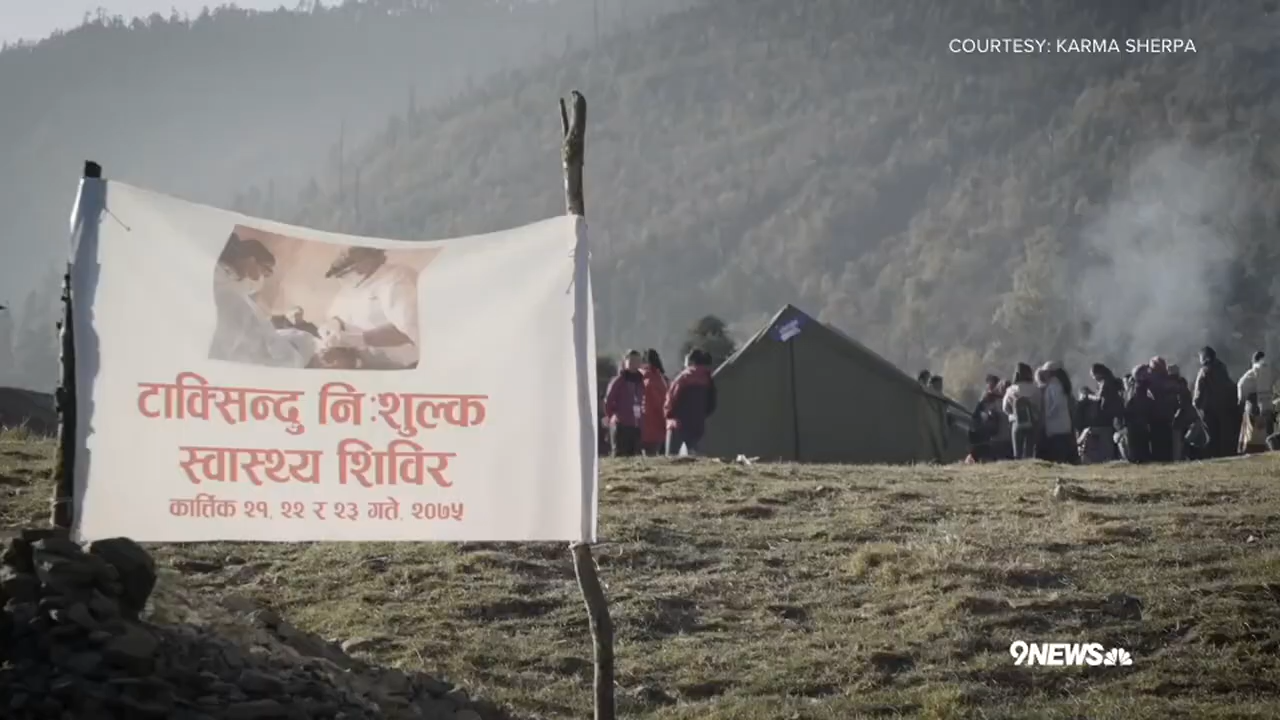 COURTESY: KARMA SHERPA
टाक्सिन्दु नि:शुल्क
स्वास्थ्य शिविर
कार्त्तिक २१, २२ र २३ गते, २०७५
9NEWS